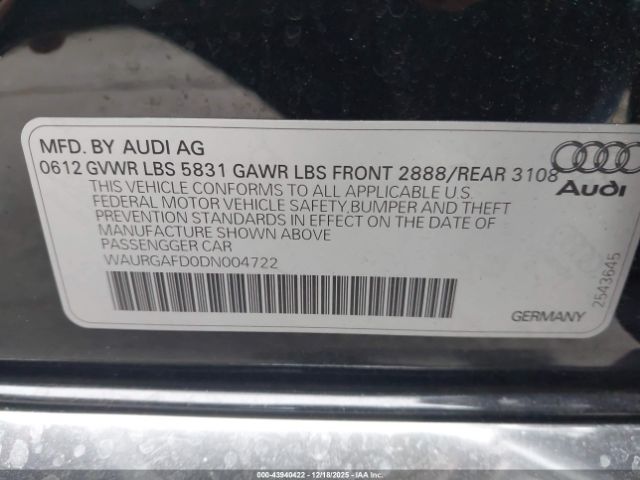 MFD. BY AUDI AG
0612 GVWR LBS 5831 GAWR LBS FRONT 2888/REAR 3108
THIS VEHICLE CONFORMS TO ALL APPLICABLE U.S.
FEDERAL MOTOR VEHICLE SAFETY, BUMPER AND THEFT
PREVENTION STANDARDS IN EFFECT ON THE DATE OF
MANUFACTURE SHOWN ABOVE
PASSENGGER CAR
WAURGAFD0DN004722
Audi
2543645
GERMANY
000-43940422 - 12/18/2025 - IAAI.COM